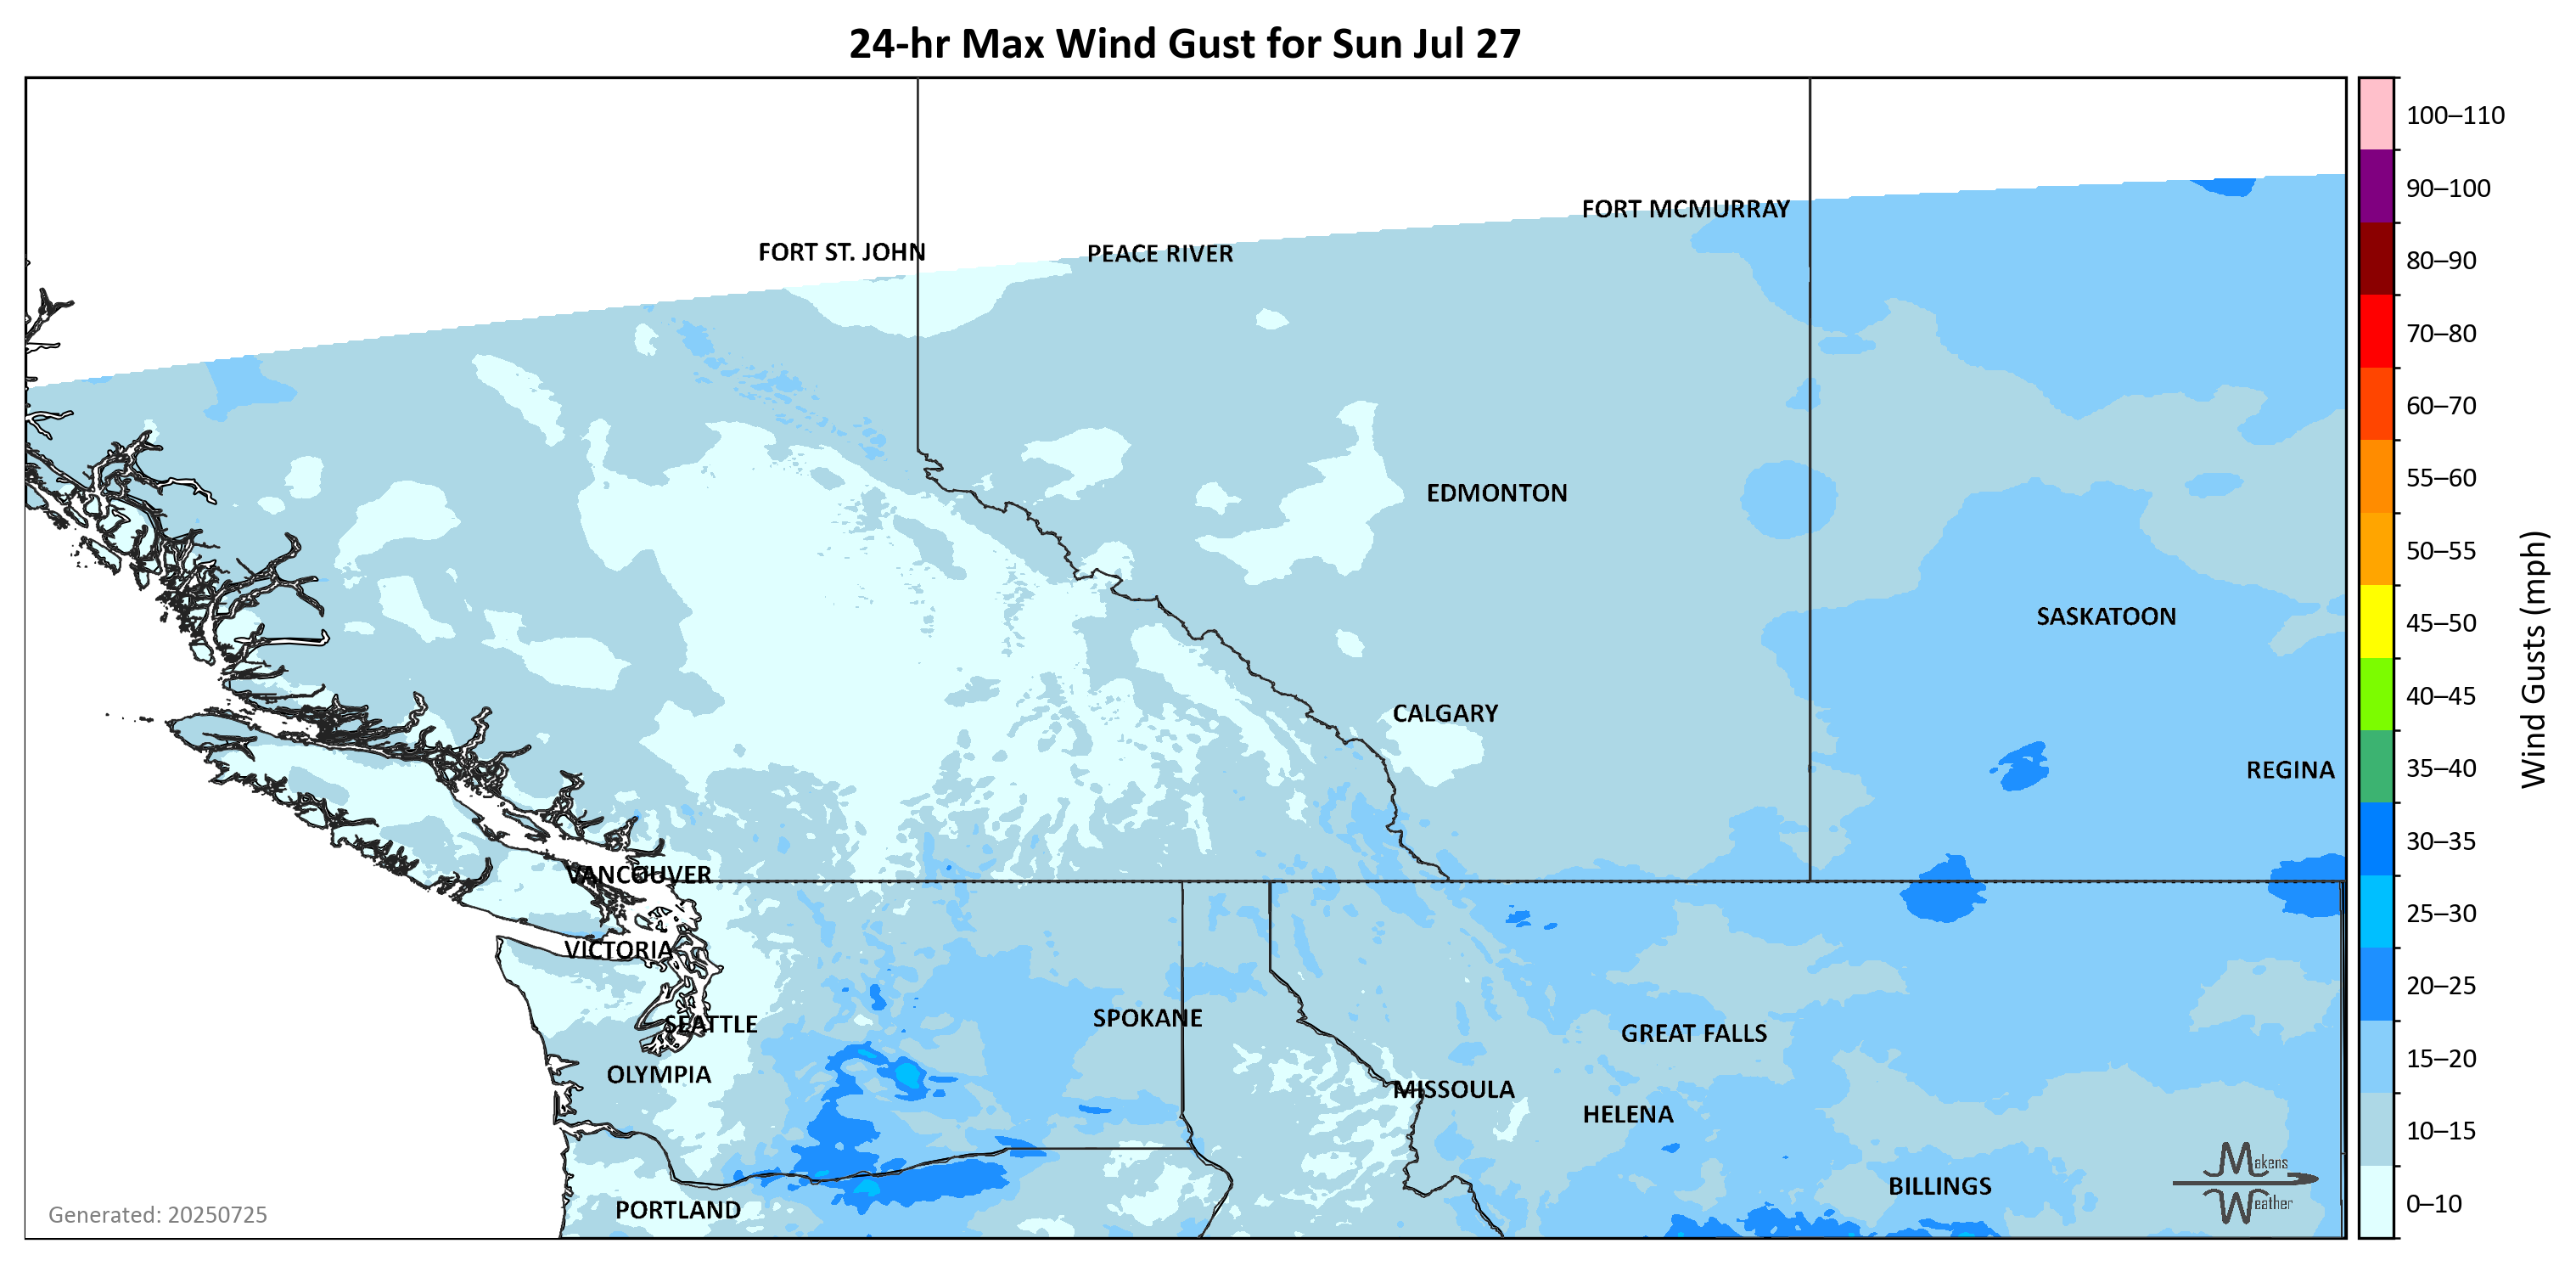 24-hr Max Wind Gust for Sun Jul 27
100–110
90–100
80–90
70–80
60–70
55–60
50–55
45–50
40–45
35–40
30–35
25–30
20–25
15–20
10–15
0–10
Wind Gusts (mph)
FORT MCMURRAY
FORT ST. JOHN
PEACE RIVER
EDMONTON
SASKATOON
CALGARY
REGINA
VANCOUVER
VICTORIA
SEATTLE
SPOKANE
GREAT FALLS
OLYMPIA
MISSOULA
HELENA
BILLINGS
PORTLAND
Makens
Weather
Generated: 20250725